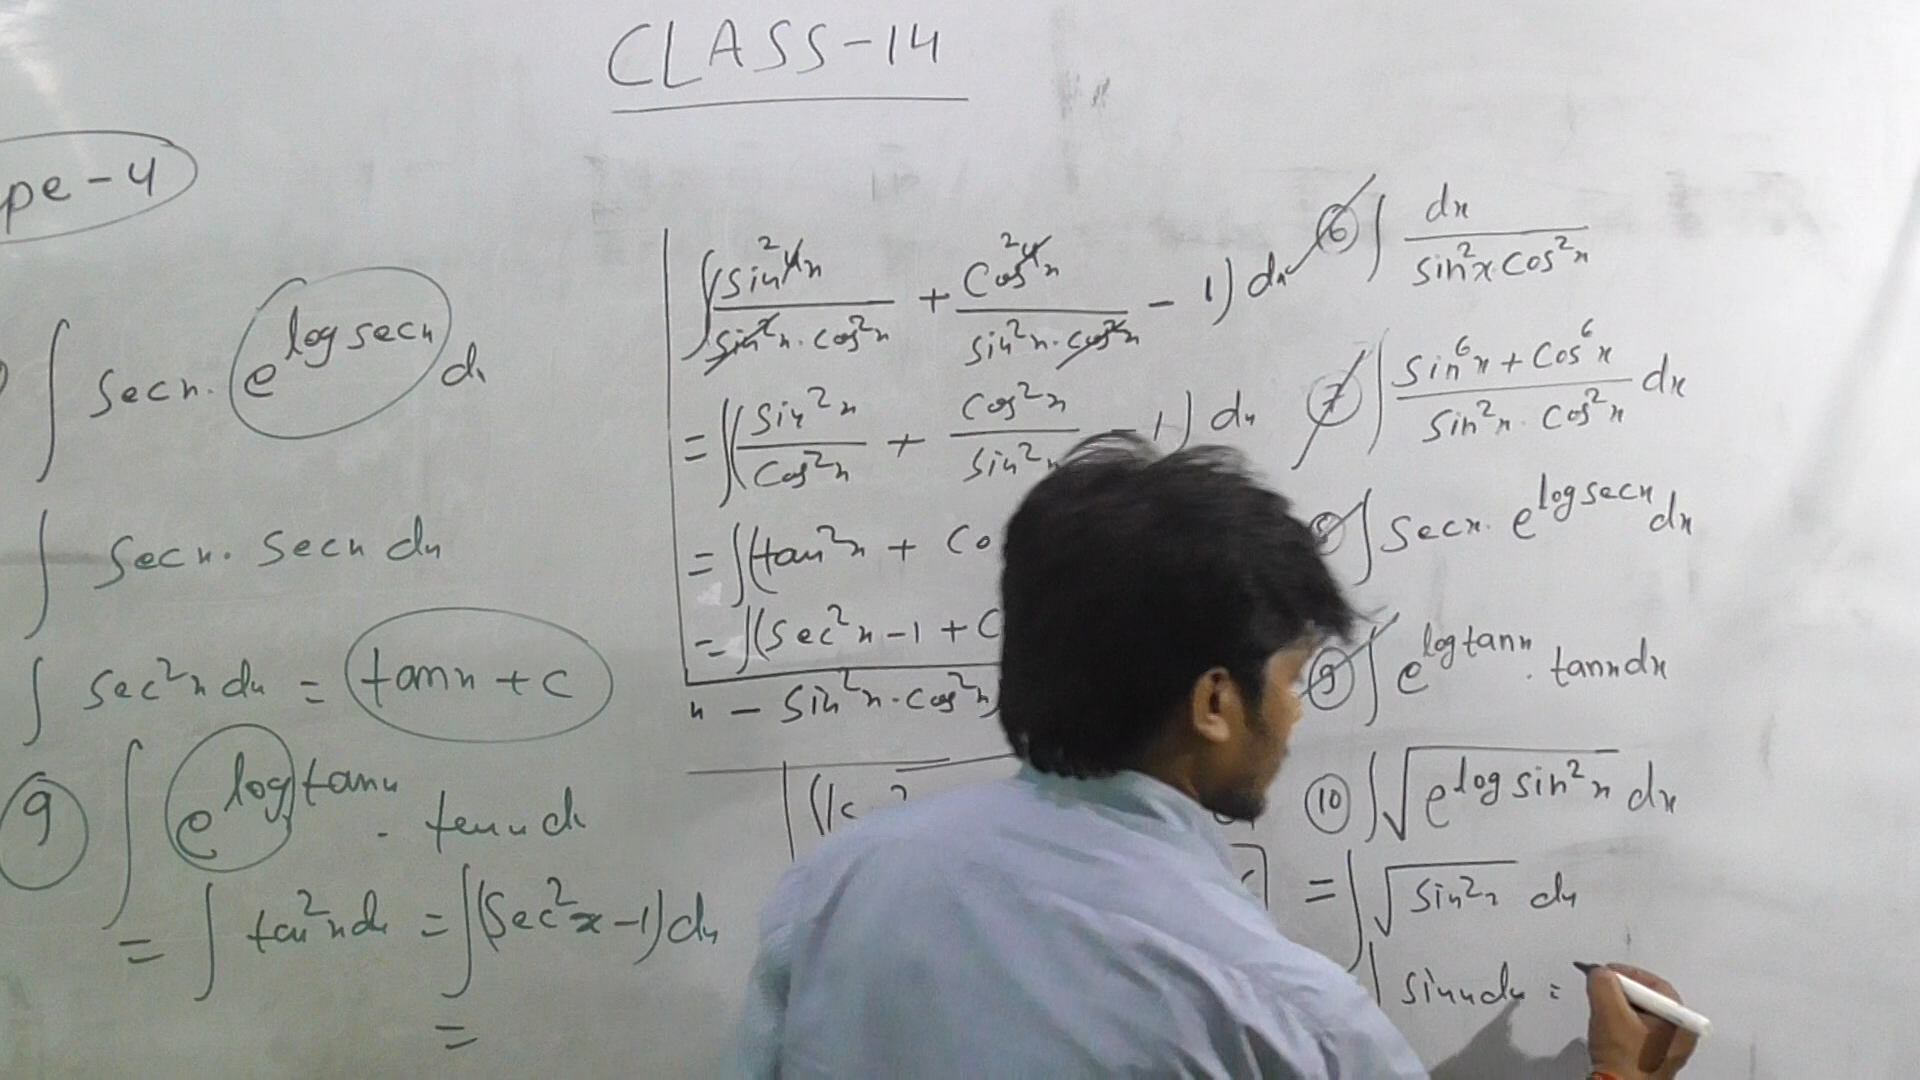 CLASS-14
pe-4
∫ Secx. e^{log secx} dx
∫ Secx. Secx dx
∫ Sec²x dx = tanx + c
9 ∫ e^{log tanx} . tanx dx
= ∫ tan²x dx = ∫(Sec²x-1) dx
=
∫(Sin⁴x / Sin²x. Cos²x + Cos⁴x / Sin²x. Cos²x - 1) dx
= ∫(Sin²x / Cos²x + Cos²x / Sin²x - 1) dx
= ∫(tan²x + Co
= ∫(Sec²x-1 + C
x - Sin²x. Cos²x)
6 ∫ dx / Sin²x. Cos²x
7 ∫ Sin⁶x + Cos⁶x / Sin²x. Cos²x dx
8 ∫ Secx. e^{log secx} dx
9 ∫ e^{log tanx} . tanx dx
10 ∫ √e^{log Sin²x} dx
= ∫ √Sin²x dx
∫ Sinx dx =